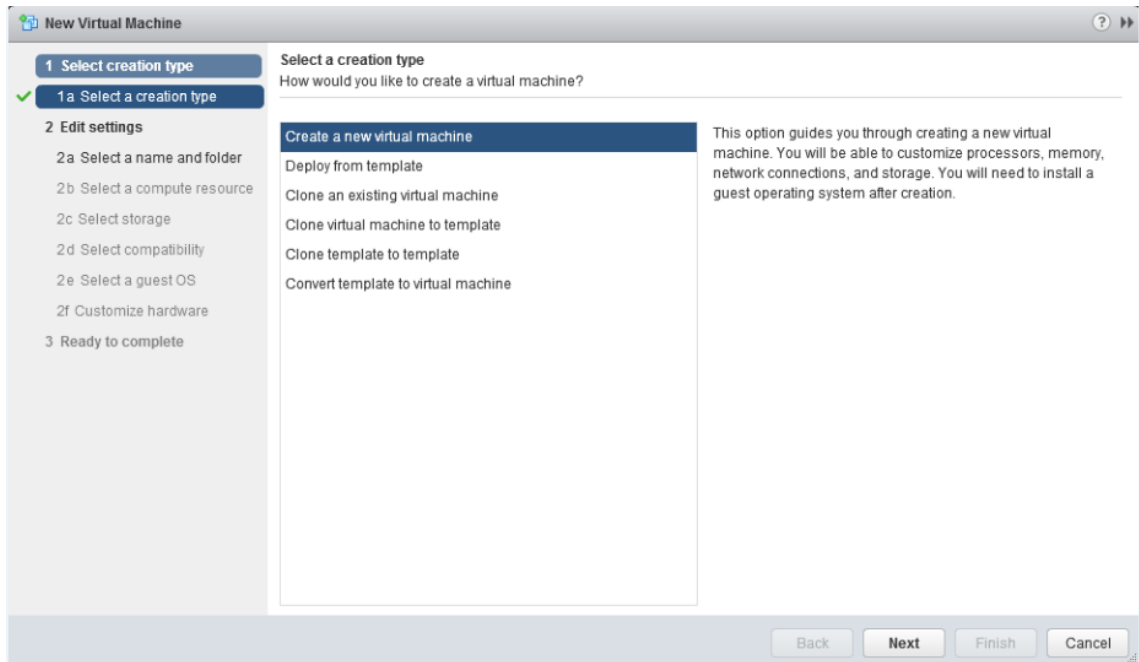 New Virtual Machine
1 Select creation type
1a Select a creation type
2 Edit settings
2a Select a name and folder
2b Select a compute resource
2c Select storage
2d Select compatibility
2e Select a guest OS
2f Customize hardware
3 Ready to complete
Select a creation type
How would you like to create a virtual machine?
Create a new virtual machine
Deploy from template
Clone an existing virtual machine
Clone virtual machine to template
Clone template to template
Convert template to virtual machine
This option guides you through creating a new virtual
machine. You will be able to customize processors, memory,
network connections, and storage. You will need to install a
guest operating system after creation.
Back Next Finish Cancel